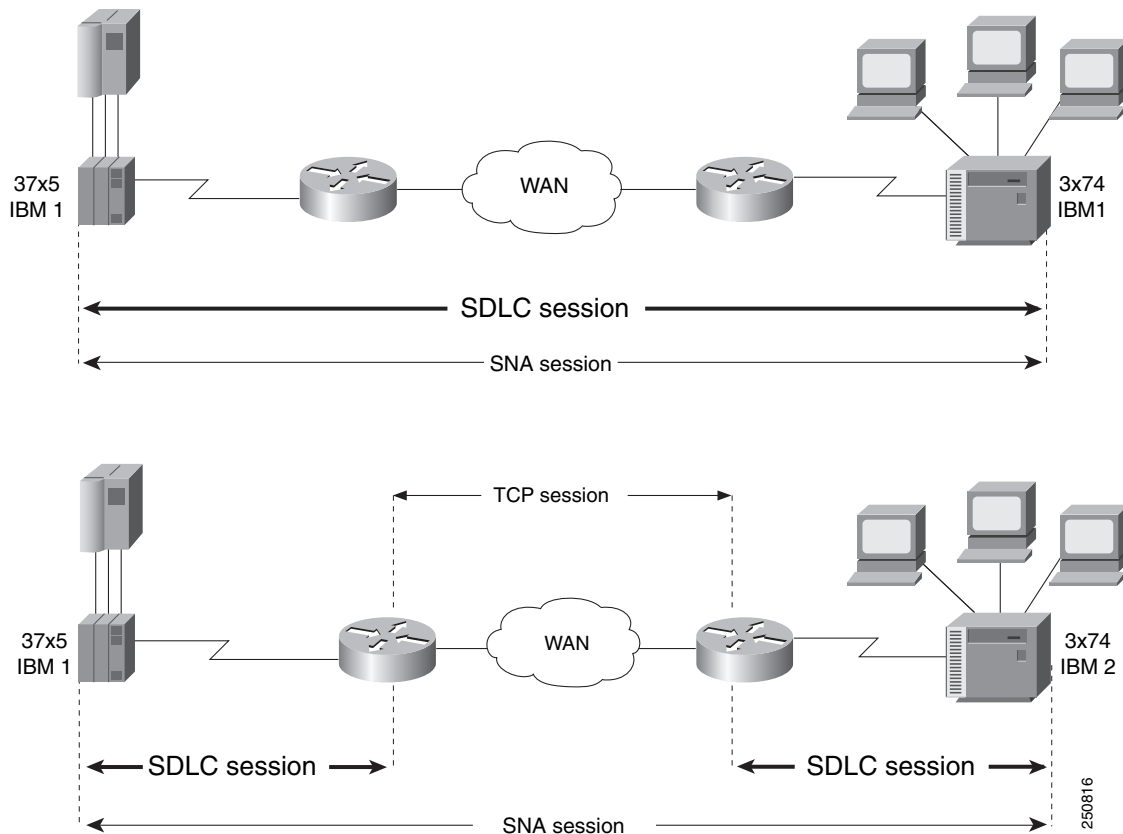 37x5
IBM 1
WAN
3x74
IBM1
SDLC session
SNA session
TCP session
37x5
IBM 1
WAN
3x74
IBM 2
SDLC session
SDLC session
SNA session
250816